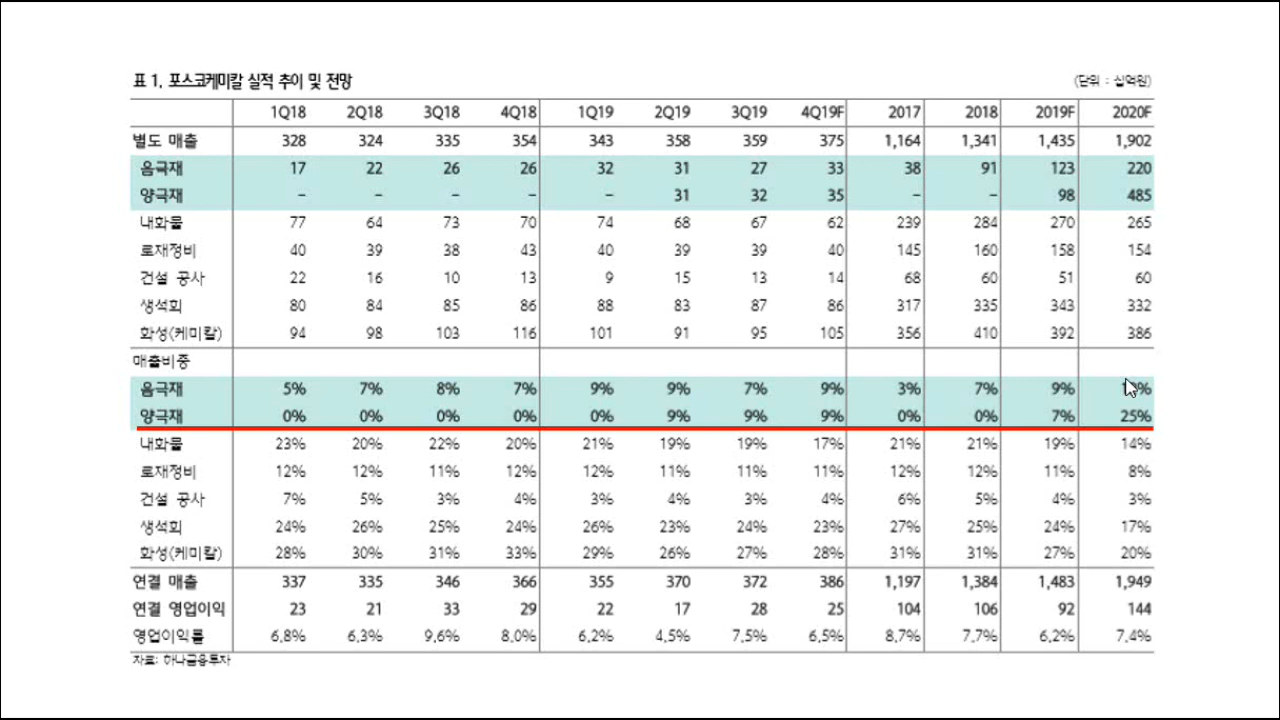 표 1. 포스코케미칼 실적 추이 및 전망 (단위 : 십억원)
1Q18 2Q18 3Q18 4Q18 1Q19 2Q19 3Q19 4Q19F 2017 2018 2019F 2020F
별도 매출 328 324 335 354 343 358 359 375 1,164 1,341 1,435 1,902
음극재 17 22 26 26 32 31 27 33 38 91 123 220
양극재 – – – – – 31 32 35 – – 98 485
내화물 77 64 73 70 74 68 67 62 239 284 270 265
로재정비 40 39 38 43 40 39 39 40 145 160 158 154
건설 공사 22 16 10 13 9 15 13 14 68 60 51 60
생석회 80 84 85 86 88 83 87 86 317 335 343 332
화성(케미칼) 94 98 103 116 101 91 95 105 356 410 392 386
매출비중
음극재 5% 7% 8% 7% 9% 9% 7% 9% 3% 7% 9%
양극재 0% 0% 0% 0% 0% 9% 9% 9% 0% 0% 7% 25%
내화물 23% 20% 22% 20% 21% 19% 19% 17% 21% 21% 19% 14%
로재정비 12% 12% 11% 12% 12% 11% 11% 11% 12% 12% 11% 8%
건설 공사 7% 5% 3% 4% 3% 4% 3% 4% 6% 5% 4% 3%
생석회 24% 26% 25% 24% 26% 23% 24% 23% 27% 25% 24% 17%
화성(케미칼) 28% 30% 31% 33% 29% 26% 27% 28% 31% 31% 27% 20%
연결 매출 337 335 346 366 355 370 372 386 1,197 1,384 1,483 1,949
연결 영업이익 23 21 33 29 22 17 28 25 104 106 92 144
영업이익률 6.8% 6.3% 9.6% 8.0% 6.2% 4.5% 7.5% 6.5% 8.7% 7.7% 6.2% 7.4%
자료: 하나금융투자